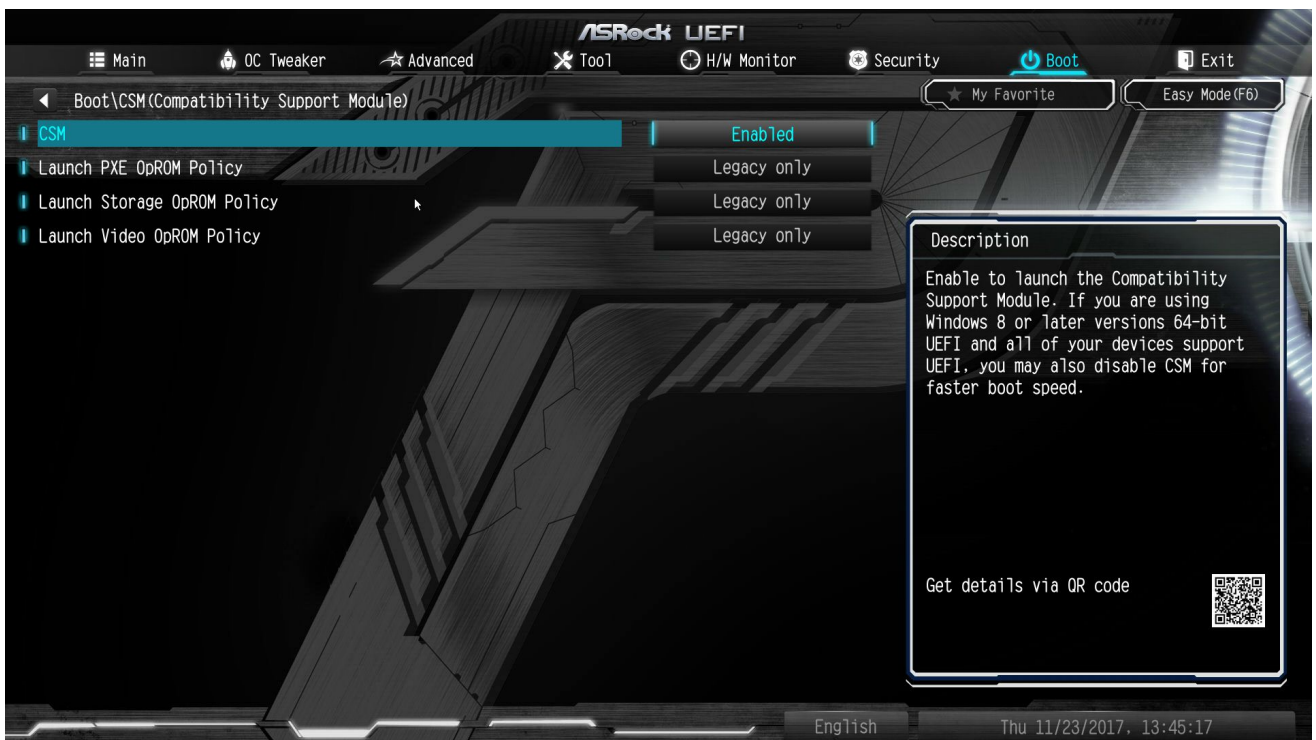 ASRock UEFI
Main OC Tweaker Advanced Tool H/W Monitor Security Boot Exit
Boot\CSM(Compatibility Support Module)
My Favorite
Easy Mode(F6)
CSM Enabled
Launch PXE OpROM Policy Legacy only
Launch Storage OpROM Policy Legacy only
Launch Video OpROM Policy Legacy only
Description
Enable to launch the Compatibility
Support Module. If you are using
Windows 8 or later versions 64-bit
UEFI and all of your devices support
UEFI, you may also disable CSM for
faster boot speed.
Get details via QR code
English
Thu 11/23/2017, 13:45:17